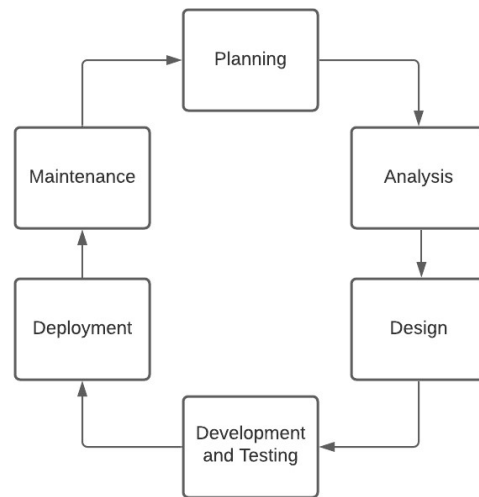 Planning
Analysis
Design
Development
and Testing
Deployment
Maintenance